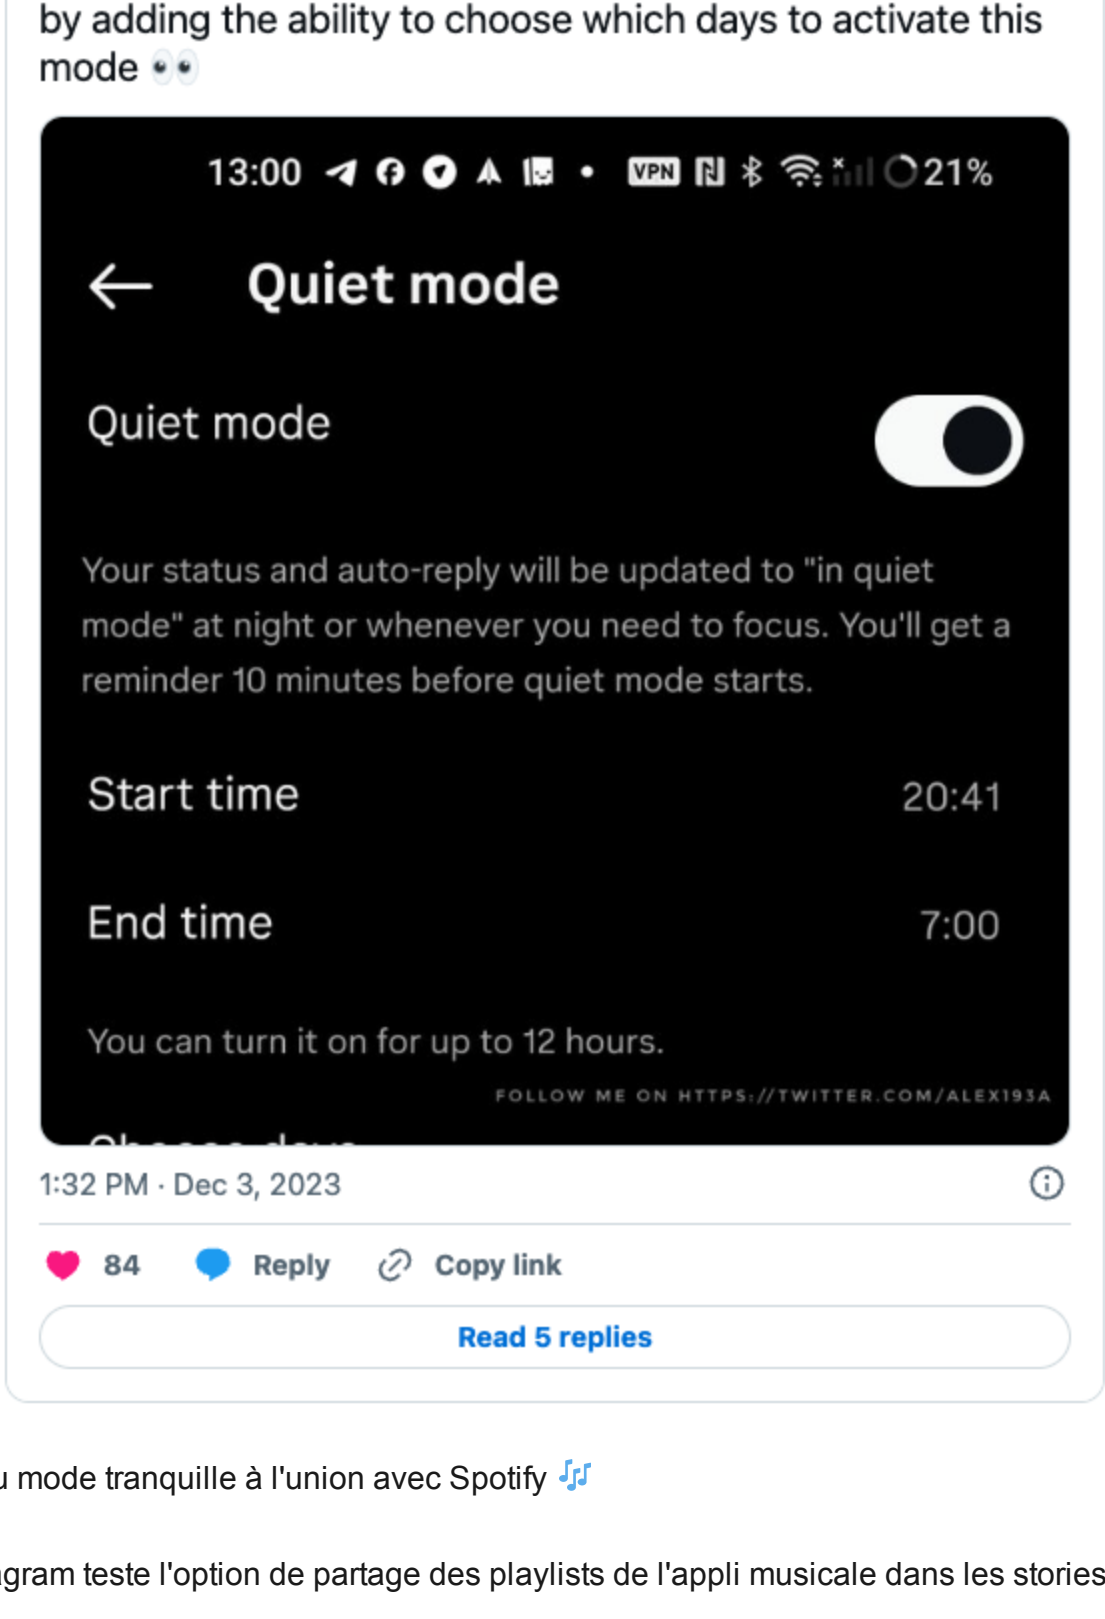 by adding the ability to choose which days to activate this
mode 👀
13:00 VPN 21%
Quiet mode
Quiet mode
Your status and auto-reply will be updated to "in quiet
mode" at night or whenever you need to focus. You'll get a
reminder 10 minutes before quiet mode starts.
Start time 20:41
End time 7:00
You can turn it on for up to 12 hours.
FOLLOW ME ON HTTPS://TWITTER.COM/ALEX193A
Choose days
1:32 PM · Dec 3, 2023
84 Reply Copy link
Read 5 replies
u mode tranquille à l'union avec Spotify 🎶
agram teste l'option de partage des playlists de l'appli musicale dans les stories